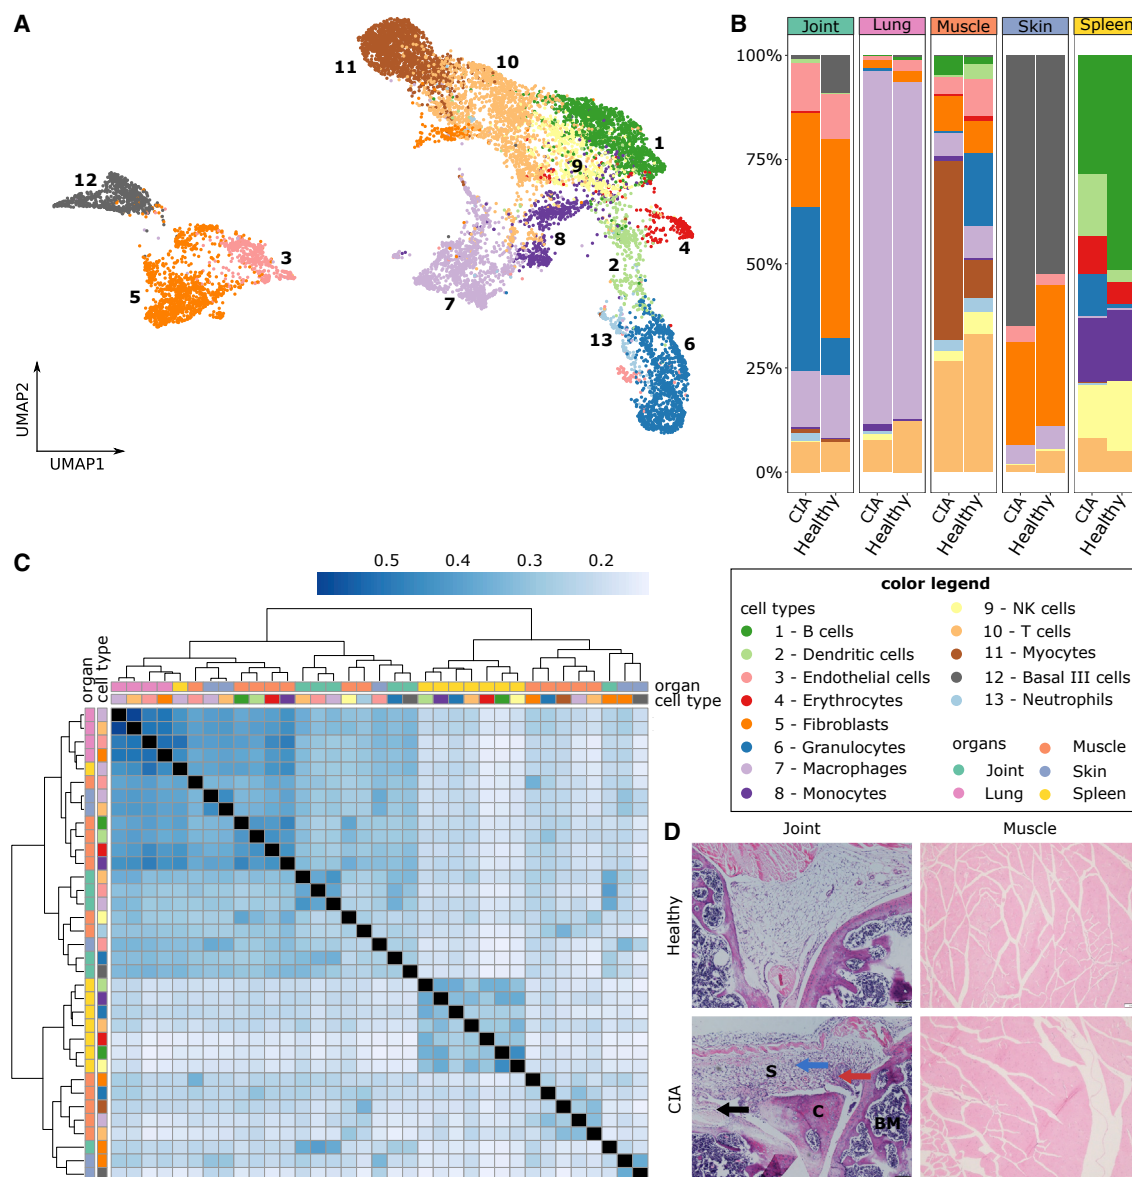 A
11
10
1
9
12
8
4
3
2
5
7
13
6
UMAP2
UMAP1
B
Joint
Lung
Muscle
Skin
Spleen
100%
75%
50%
25%
0%
CIA
Healthy
CIA
Healthy
CIA
Healthy
CIA
Healthy
CIA
Healthy
C
0.5
0.4
0.3
0.2
organ
cell type
organ
cell type
color legend
cell types
1 - B cells
2 - Dendritic cells
3 - Endothelial cells
4 - Erythrocytes
5 - Fibroblasts
6 - Granulocytes
7 - Macrophages
8 - Monocytes
9 - NK cells
10 - T cells
11 - Myocytes
12 - Basal III cells
13 - Neutrophils
organs
Joint
Lung
Muscle
Skin
Spleen
D
Joint
Muscle
Healthy
CIA
S
C
BM